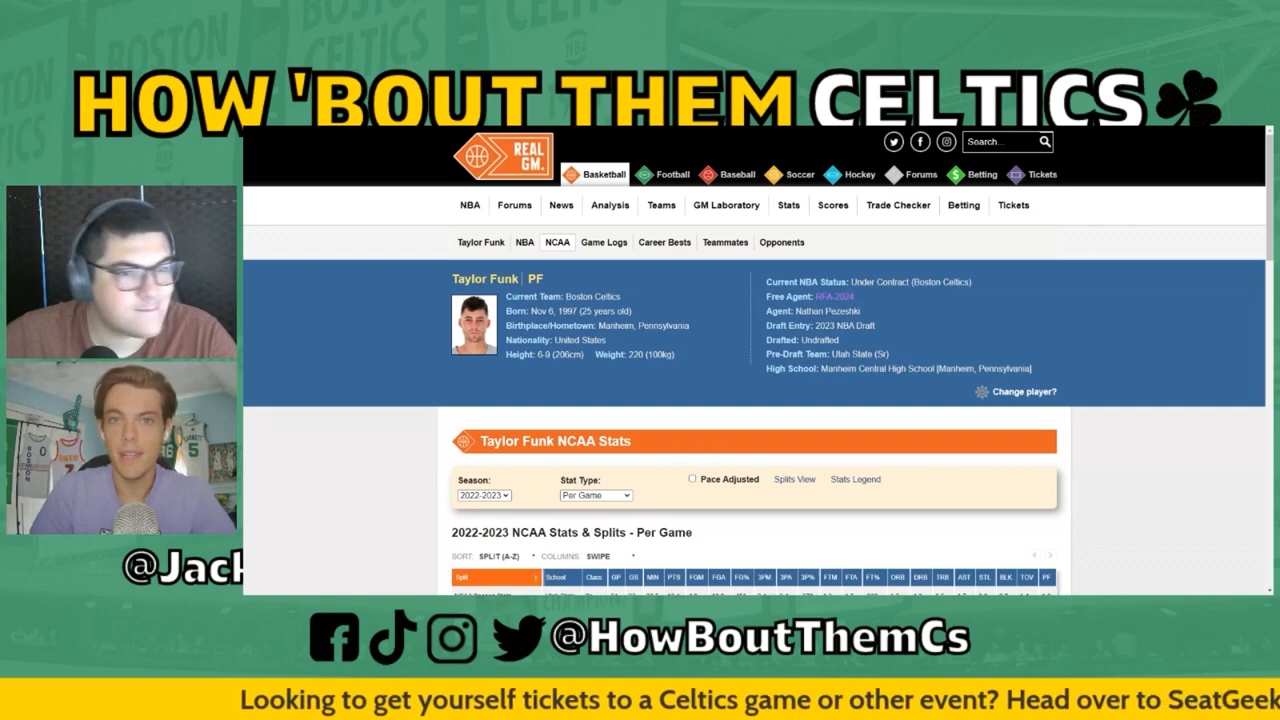 HOW 'BOUT THEM CELTICS
REAL GM.
Search...
Basketball Football Baseball Soccer Hockey Forums Betting Tickets
NBA Forums News Analysis Teams GM Laboratory Stats Scores Trade Checker Betting Tickets
Taylor Funk NBA NCAA Game Logs Career Bests Teammates Opponents
Taylor Funk PF
Current Team: Boston Celtics
Born: Nov 6, 1997 (25 years old)
Birthplace/Hometown: Manheim, Pennsylvania
Nationality: United States
Height: 6-9 (206cm) Weight: 220 (100kg)
Current NBA Status: Under Contract (Boston Celtics)
Free Agent: RFA-2024
Agent: Nathan Pezeshki
Draft Entry: 2023 NBA Draft
Drafted: Undrafted
Pre-Draft Team: Utah State (Sr)
High School: Manheim Central High School [Manheim, Pennsylvania]
Change player?
Taylor Funk NCAA Stats
Season: Stat Type: Pace Adjusted Splits View Stats Legend
2022-2023 Per Game
2022-2023 NCAA Stats & Splits - Per Game
SORT: SPLIT (A-Z) COLUMNS: SWIPE
Split School Class GP GS MIN PTS FGM FGA FG% 3PM 3PA 3P% FTM FTA FT% ORB DRB TRB AST STL BLK TOV PF
@Jack
@HowBoutThemCs
Looking to get yourself tickets to a Celtics game or other event? Head over to SeatGeek